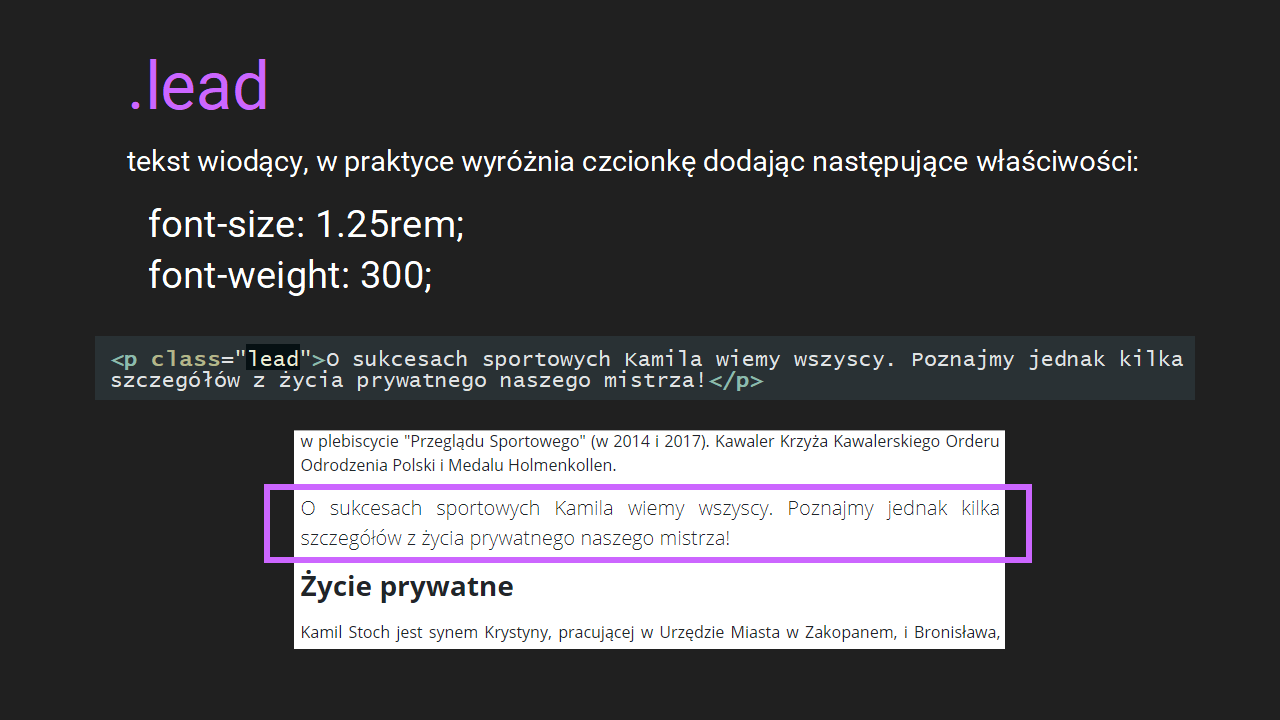 .lead
tekst wiodący, w praktyce wyróżnia czcionkę dodając następujące właściwości:
font-size: 1.25rem;
font-weight: 300;
<p class="lead">O sukcesach sportowych Kamila wiemy wszyscy. Poznajmy jednak kilka
szczegółów z życia prywatnego naszego mistrza!</p>
w plebiscycie "Przeglądu Sportowego" (w 2014 i 2017). Kawaler Krzyża Kawalerskiego Orderu
Odrodzenia Polski i Medalu Holmenkollen.
O sukcesach sportowych Kamila wiemy wszyscy. Poznajmy jednak kilka
szczegółów z życia prywatnego naszego mistrza!
Życie prywatne
Kamil Stoch jest synem Krystyny, pracującej w Urzędzie Miasta w Zakopanem, i Bronisława,